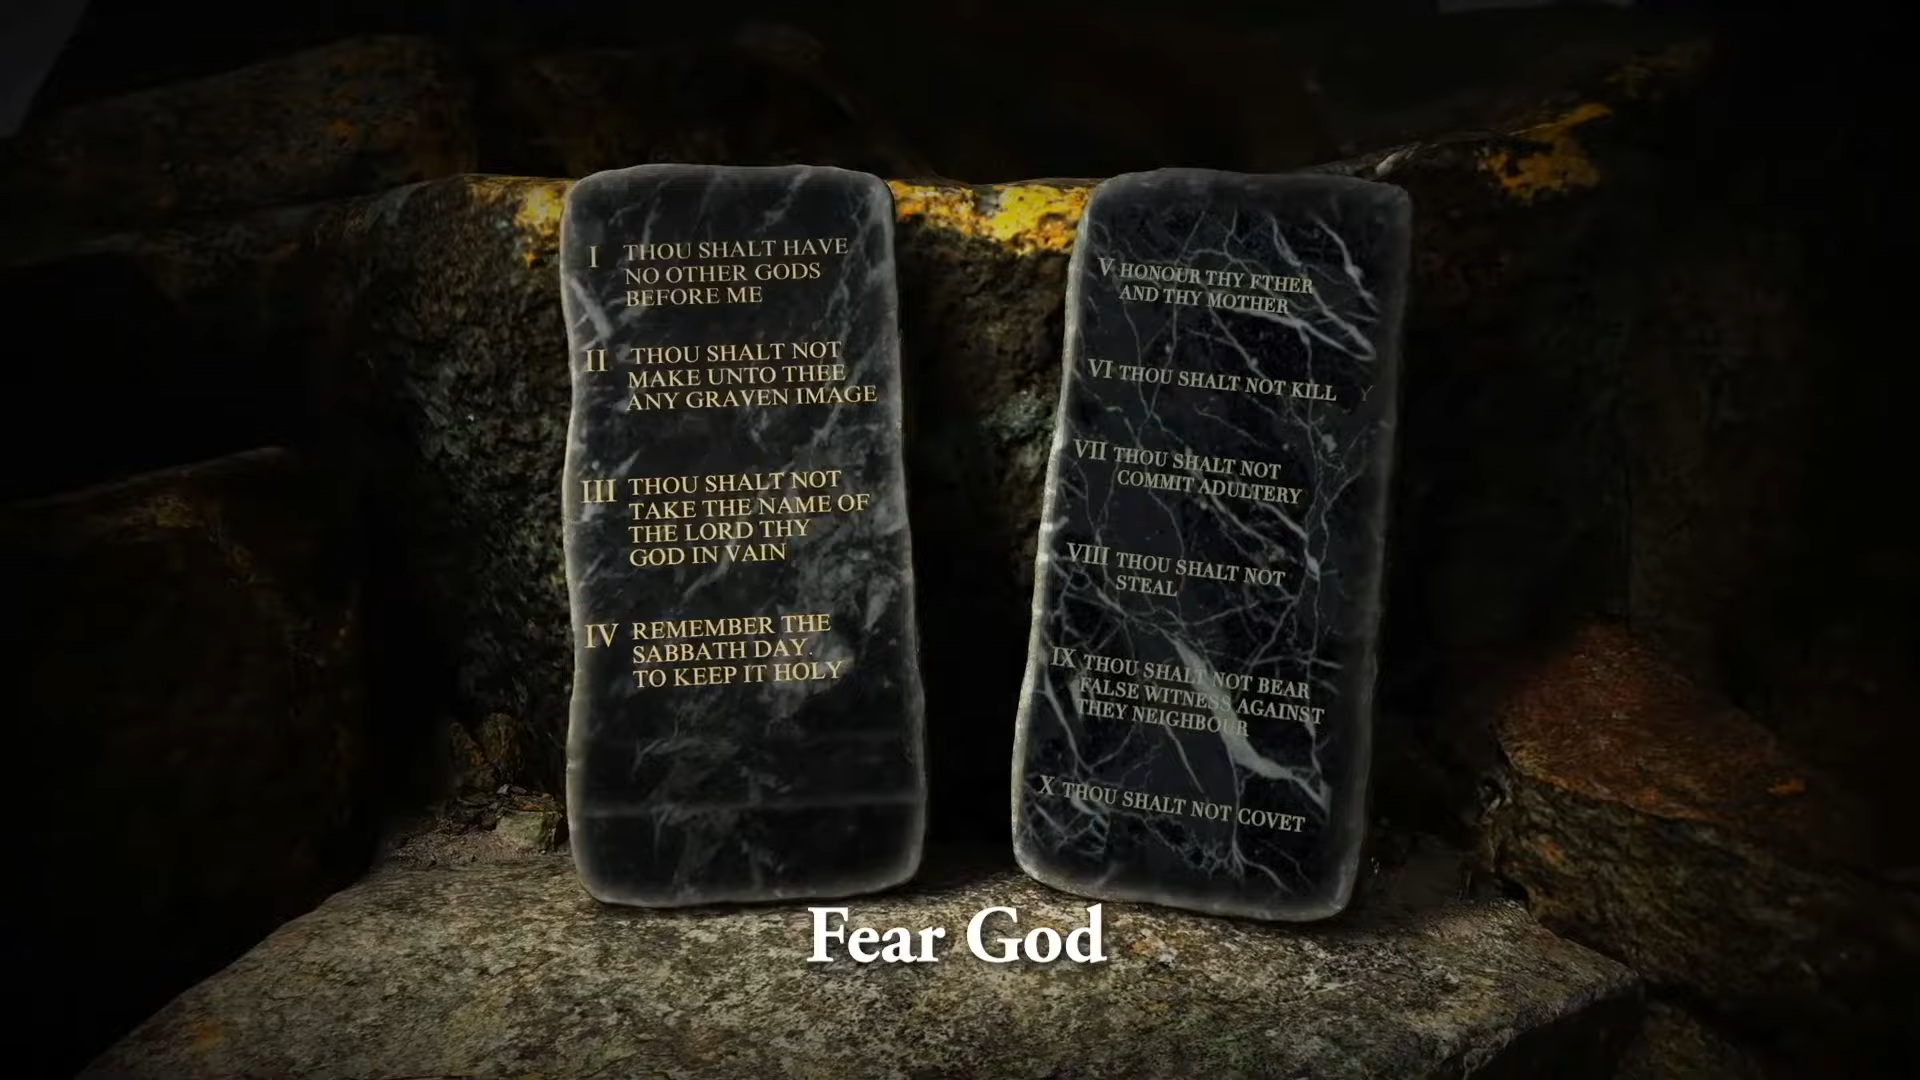 I THOU SHALT HAVE
NO OTHER GODS
BEFORE ME
II THOU SHALT NOT
MAKE UNTO THEE
ANY GRAVEN IMAGE
III THOU SHALT NOT
TAKE THE NAME OF
THE LORD THY
GOD IN VAIN
IV REMEMBER THE
SABBATH DAY.
TO KEEP IT HOLY
V HONOUR THY FTHER
AND THY MOTHER
VI THOU SHALT NOT KILL
VII THOU SHALT NOT
COMMIT ADULTERY
VIII THOU SHALT NOT
STEAL
IX THOU SHALT NOT BEAR
FALSE WITNESS AGAINST
THEY NEIGHBOUR
X THOU SHALT NOT COVET
Fear God